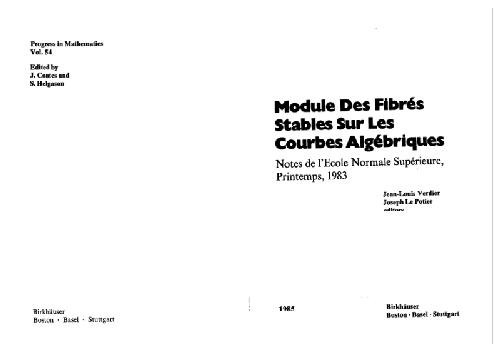 Progress in Mathematics
Vol. 54
Edited by
J. Coates and
S. Helgason
Birkhäuser
Boston · Basel · Stuttgart
Module Des Fibrés
Stables Sur Les
Courbes Algébriques
Notes de l'Ecole Normale Supérieure,
Printemps, 1983
Jean-Louis Verdier
Joseph Le Potier
editors
1985
Birkhäuser
Boston · Basel · Stuttgart